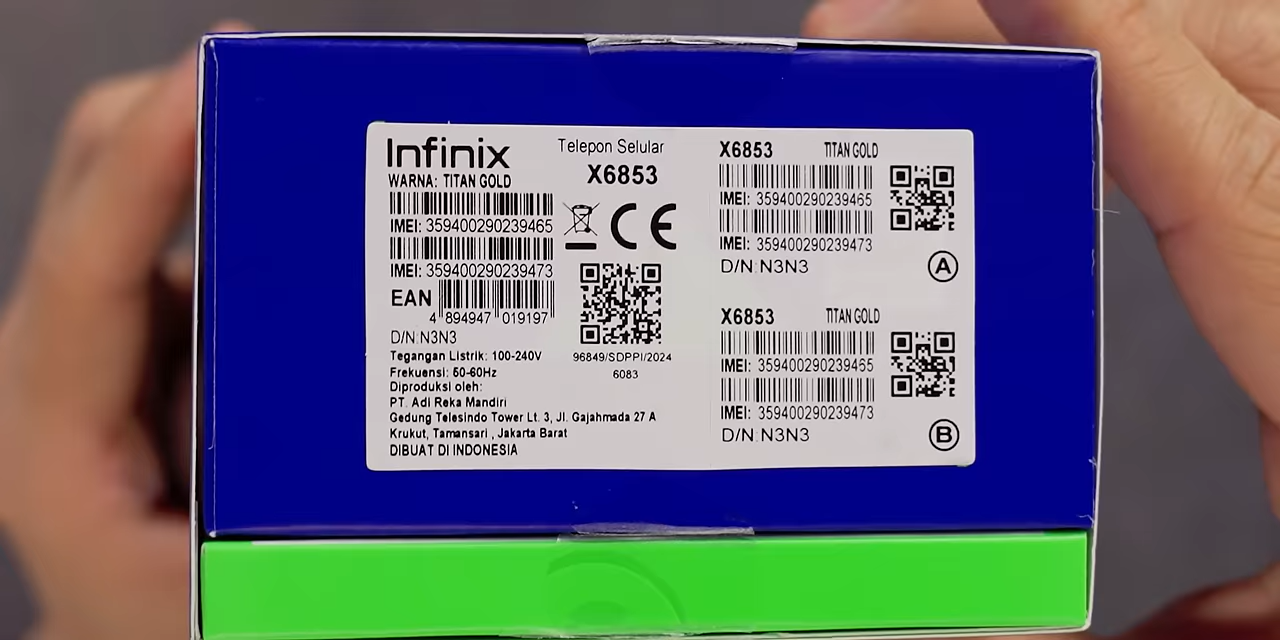 Infinix
WARNA: TITAN GOLD
IMEI: 359400290239465
IMEI: 359400290239473
EAN
4 894947 019197
D/N:N3N3
Tegangan Listrik: 100-240V
Frekuensi: 50-60Hz
Diproduksi oleh:
PT. Adi Reka Mandiri
Gedung Telesindo Tower Lt. 3, Jl. Gajahmada 27 A
Krukut, Tamansari , Jakarta Barat
DIBUAT DI INDONESIA
Telepon Selular
X6853
CE
96849/SDPPI/2024
6083
X6853 TITAN GOLD
IMEI: 359400290239465
IMEI: 359400290239473
D/N:N3N3
A
X6853 TITAN GOLD
IMEI: 359400290239465
IMEI: 359400290239473
D/N:N3N3
B